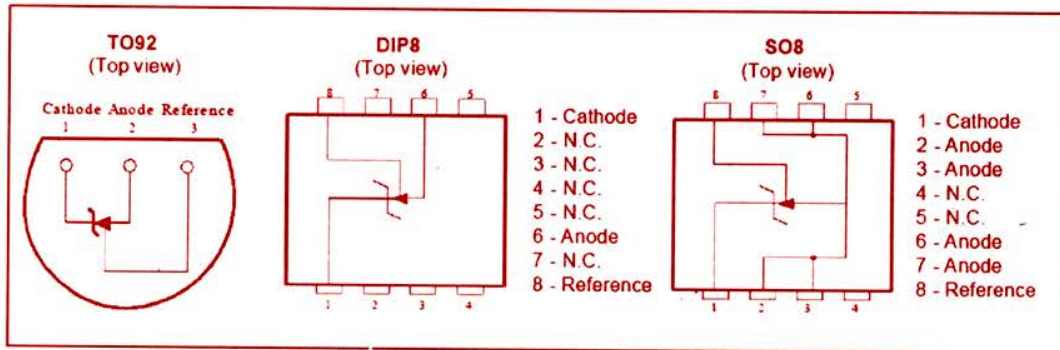 TO92
(Top view)
Cathode Anode Reference
1 2 3
DIP8
(Top view)
8 7 6 5
1 2 3 4
1 - Cathode
2 - N.C.
3 - N.C.
4 - N.C.
5 - N.C.
6 - Anode
7 - N.C.
8 - Reference
SO8
(Top view)
8 7 6 5
1 2 3 4
1 - Cathode
2 - Anode
3 - Anode
4 - N.C.
5 - N.C.
6 - Anode
7 - Anode
8 - Reference